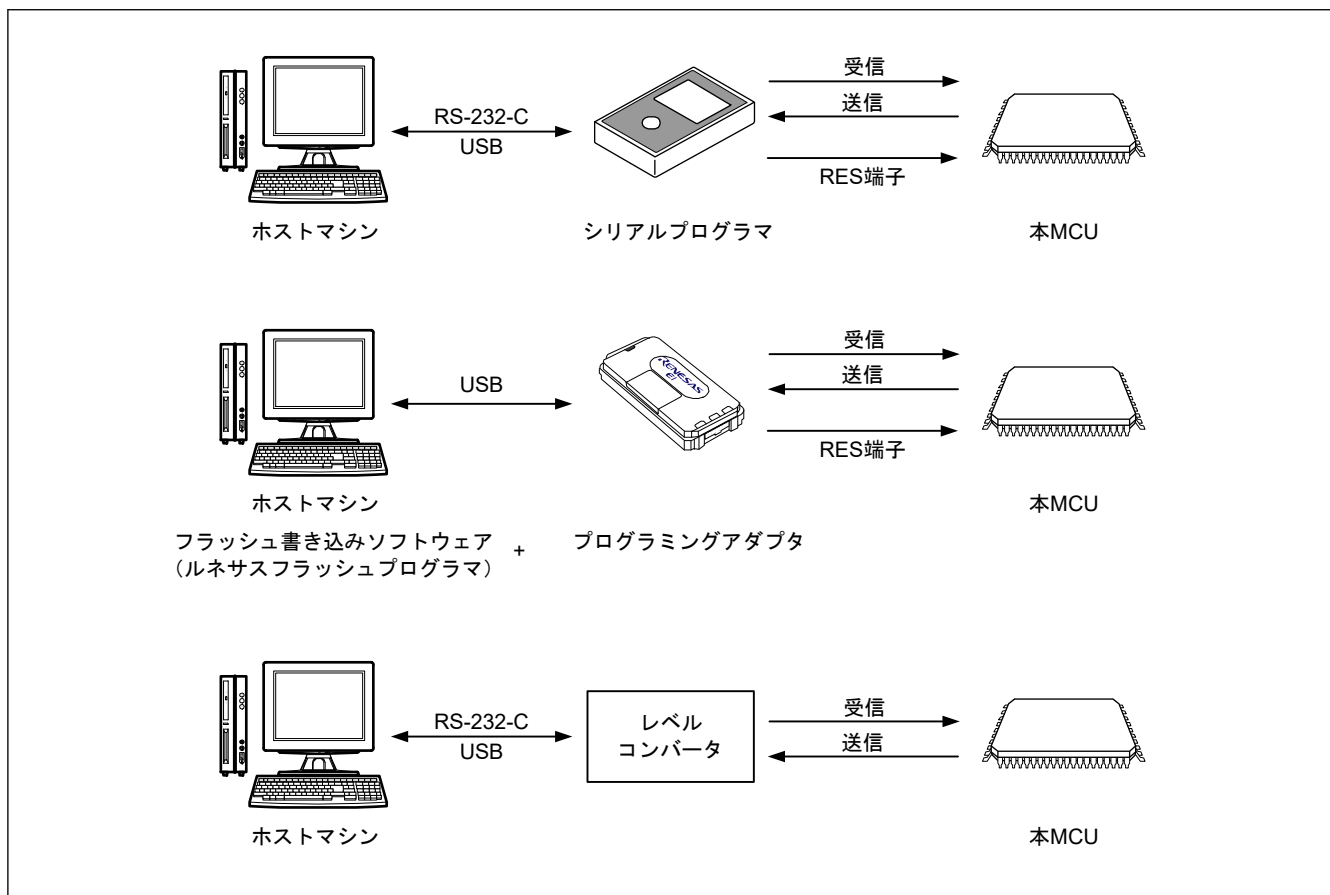 受信
RS-232-C
送信
USB
RES端子
ホストマシン
シリアルプログラマ
本MCU
受信
USB
送信
RENESAS
E1
RES端子
ホストマシン
本MCU
フラッシュ書き込みソフトウェア
(ルネサスフラッシュプログラマ)
+
プログラミングアダプタ
受信
RS-232-C
レベル
コンバータ
送信
USB
ホストマシン
本MCU